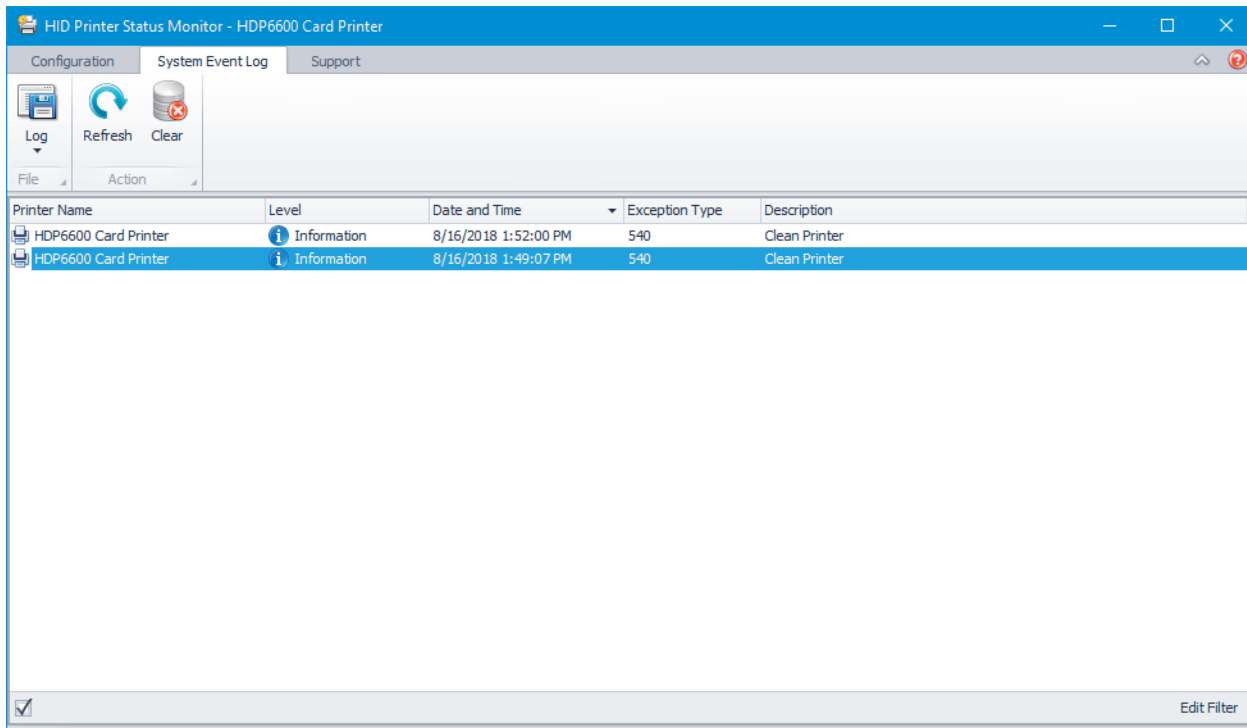 HID Printer Status Monitor - HDP6600 Card Printer
Configuration System Event Log Support
Log Refresh Clear
File Action
Printer Name Level Date and Time Exception Type Description
HDP6600 Card Printer Information 8/16/2018 1:52:00 PM 540 Clean Printer
HDP6600 Card Printer Information 8/16/2018 1:49:07 PM 540 Clean Printer
Edit Filter